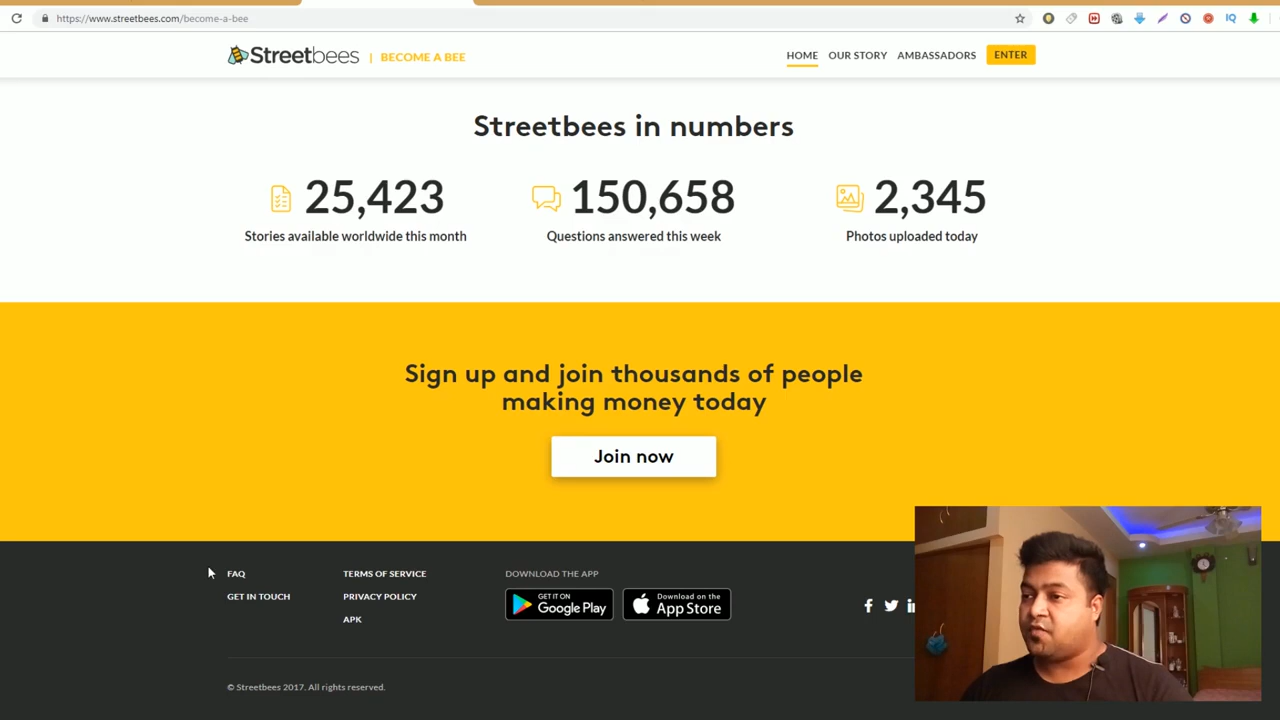 https://www.streetbees.com/become-a-bee
IQ
Streetbees | BECOME A BEE
HOME OUR STORY AMBASSADORS ENTER
Streetbees in numbers
25,423 150,658 2,345
Stories available worldwide this month Questions answered this week Photos uploaded today
Sign up and join thousands of people
making money today
Join now
FAQ TERMS OF SERVICE DOWNLOAD THE APP
GET IN TOUCH PRIVACY POLICY
APK
GET IT ON Google Play
Download on the App Store
© Streetbees 2017. All rights reserved.